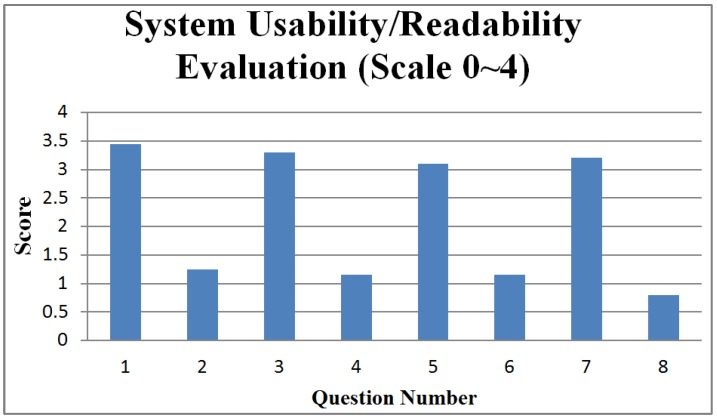 System Usability/Readability
Evaluation (Scale 0~4)
4
3.5
3
2.5
2
1.5
1
0.5
0
Score
1 2 3 4 5 6 7 8
Question Number